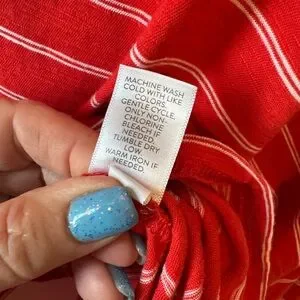 MACHINE WASH
COLD WITH LIKE
COLORS.
GENTLE CYCLE.
ONLY NON-
CHLORINE
BLEACH IF
NEEDED.
TUMBLE DRY
LOW.
WARM IRON IF
NEEDED.